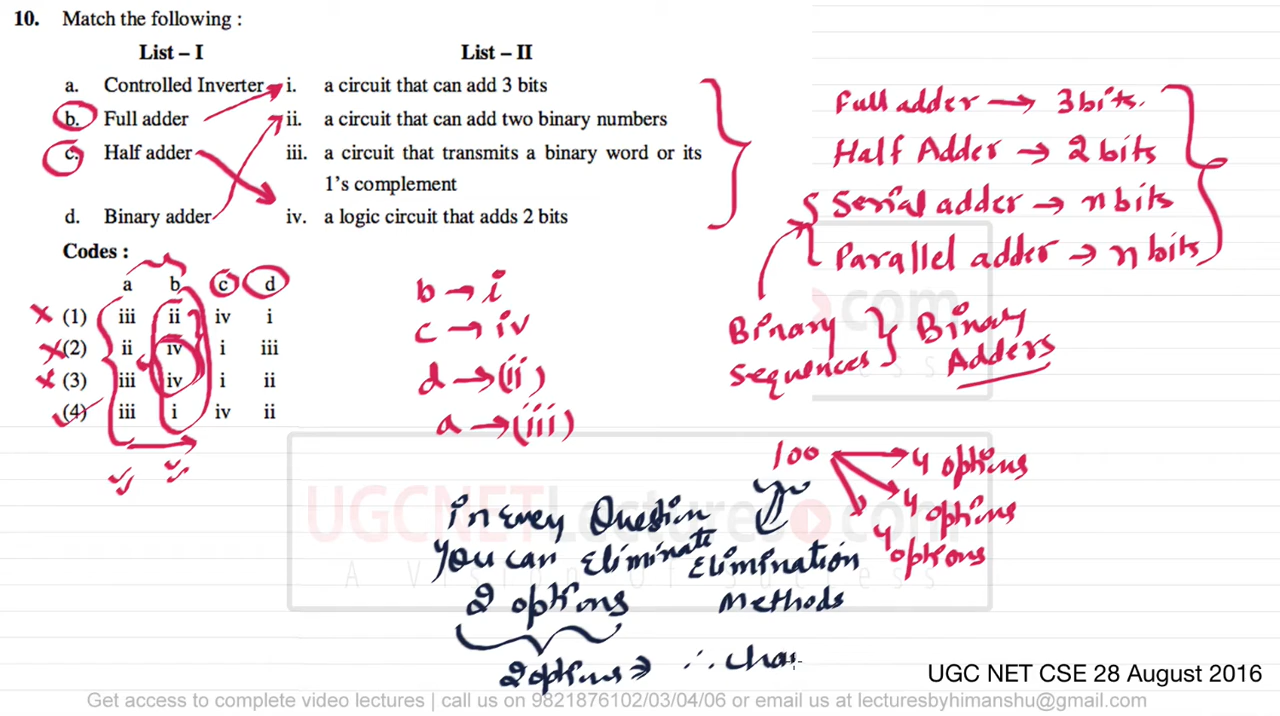 10. Match the following :
List – I List – II
a. Controlled Inverter i. a circuit that can add 3 bits
b. Full adder ii. a circuit that can add two binary numbers
c. Half adder iii. a circuit that transmits a binary word or its
1's complement
d. Binary adder iv. a logic circuit that adds 2 bits
Codes :
a b c d
(1) iii ii iv i
(2) ii iv i iii
(3) iii iv i ii
(4) iii i iv ii
Full adder → 3 bits.
Half Adder → 2 bits
Serial adder → n bits
Parallel adder → n bits
Binary
Sequences
Binary
Adders
b → i
c → iv
d → (ii)
a → (iii)
100
4 options
4 options
4 options
in Every Question
You can Eliminate
2 options
2 options
Elimination
Methods
∴ Cha
UGCNETLectures.com
A Vision Of Success
UGC NET CSE 28 August 2016
Get access to complete video lectures | call us on 9821876102/03/04/06 or email us at lecturesbyhimanshu@gmail.com